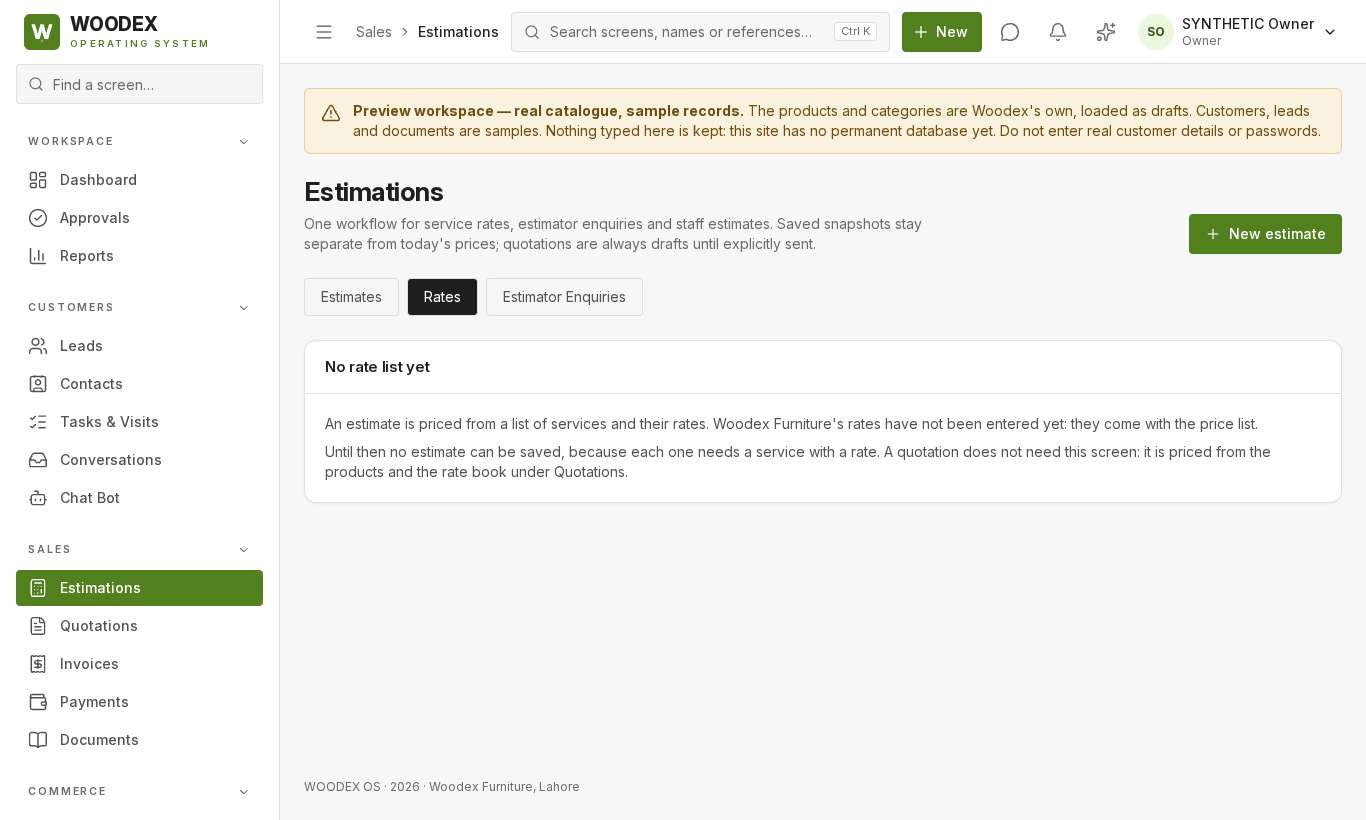 W
WOODEX
OPERATING SYSTEM
Find a screen…
WORKSPACE
Dashboard
Approvals
Reports
CUSTOMERS
Leads
Contacts
Tasks & Visits
Conversations
Chat Bot
SALES
Estimations
Quotations
Invoices
Payments
Documents
COMMERCE
Sales > Estimations
Search screens, names or references…
Ctrl K
New
SO
SYNTHETIC Owner
Owner
Preview workspace — real catalogue, sample records. The products and categories are Woodex's own, loaded as drafts. Customers, leads
and documents are samples. Nothing typed here is kept: this site has no permanent database yet. Do not enter real customer details or passwords.
Estimations
One workflow for service rates, estimator enquiries and staff estimates. Saved snapshots stay
separate from today's prices; quotations are always drafts until explicitly sent.
New estimate
Estimates
Rates
Estimator Enquiries
No rate list yet
An estimate is priced from a list of services and their rates. Woodex Furniture's rates have not been entered yet: they come with the price list.
Until then no estimate can be saved, because each one needs a service with a rate. A quotation does not need this screen: it is priced from the
products and the rate book under Quotations.
WOODEX OS · 2026 · Woodex Furniture, Lahore